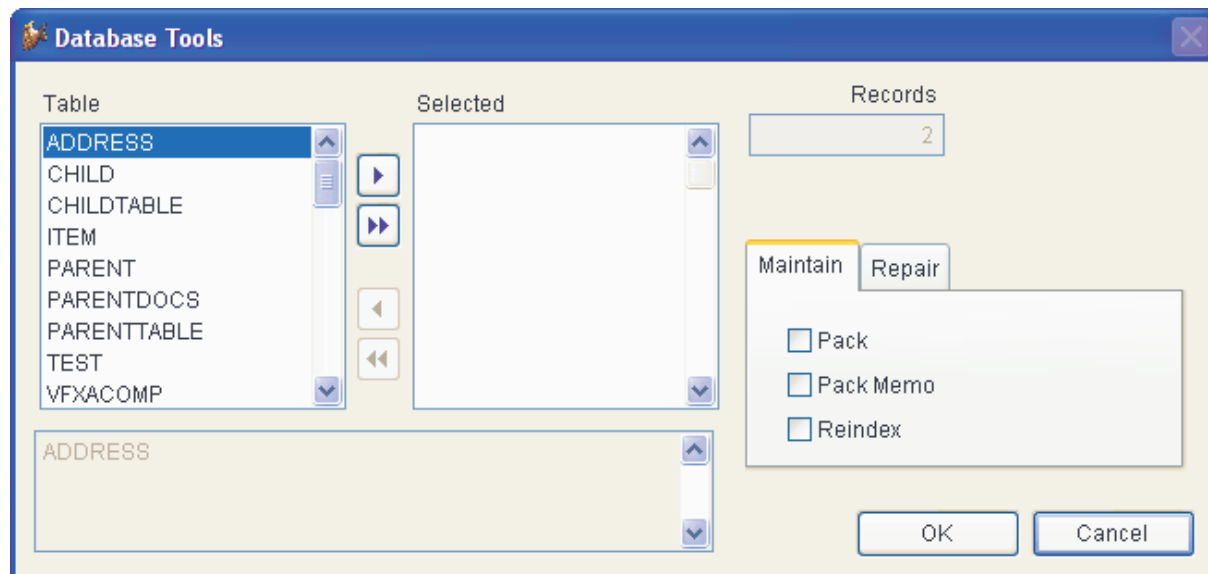 Database Tools
Table
Selected
Records
ADDRESS
CHILD
CHILDTABLE
ITEM
PARENT
PARENTDOCS
PARENTTABLE
TEST
VFXACOMP
2
Maintain
Repair
Pack
Pack Memo
Reindex
ADDRESS
OK
Cancel